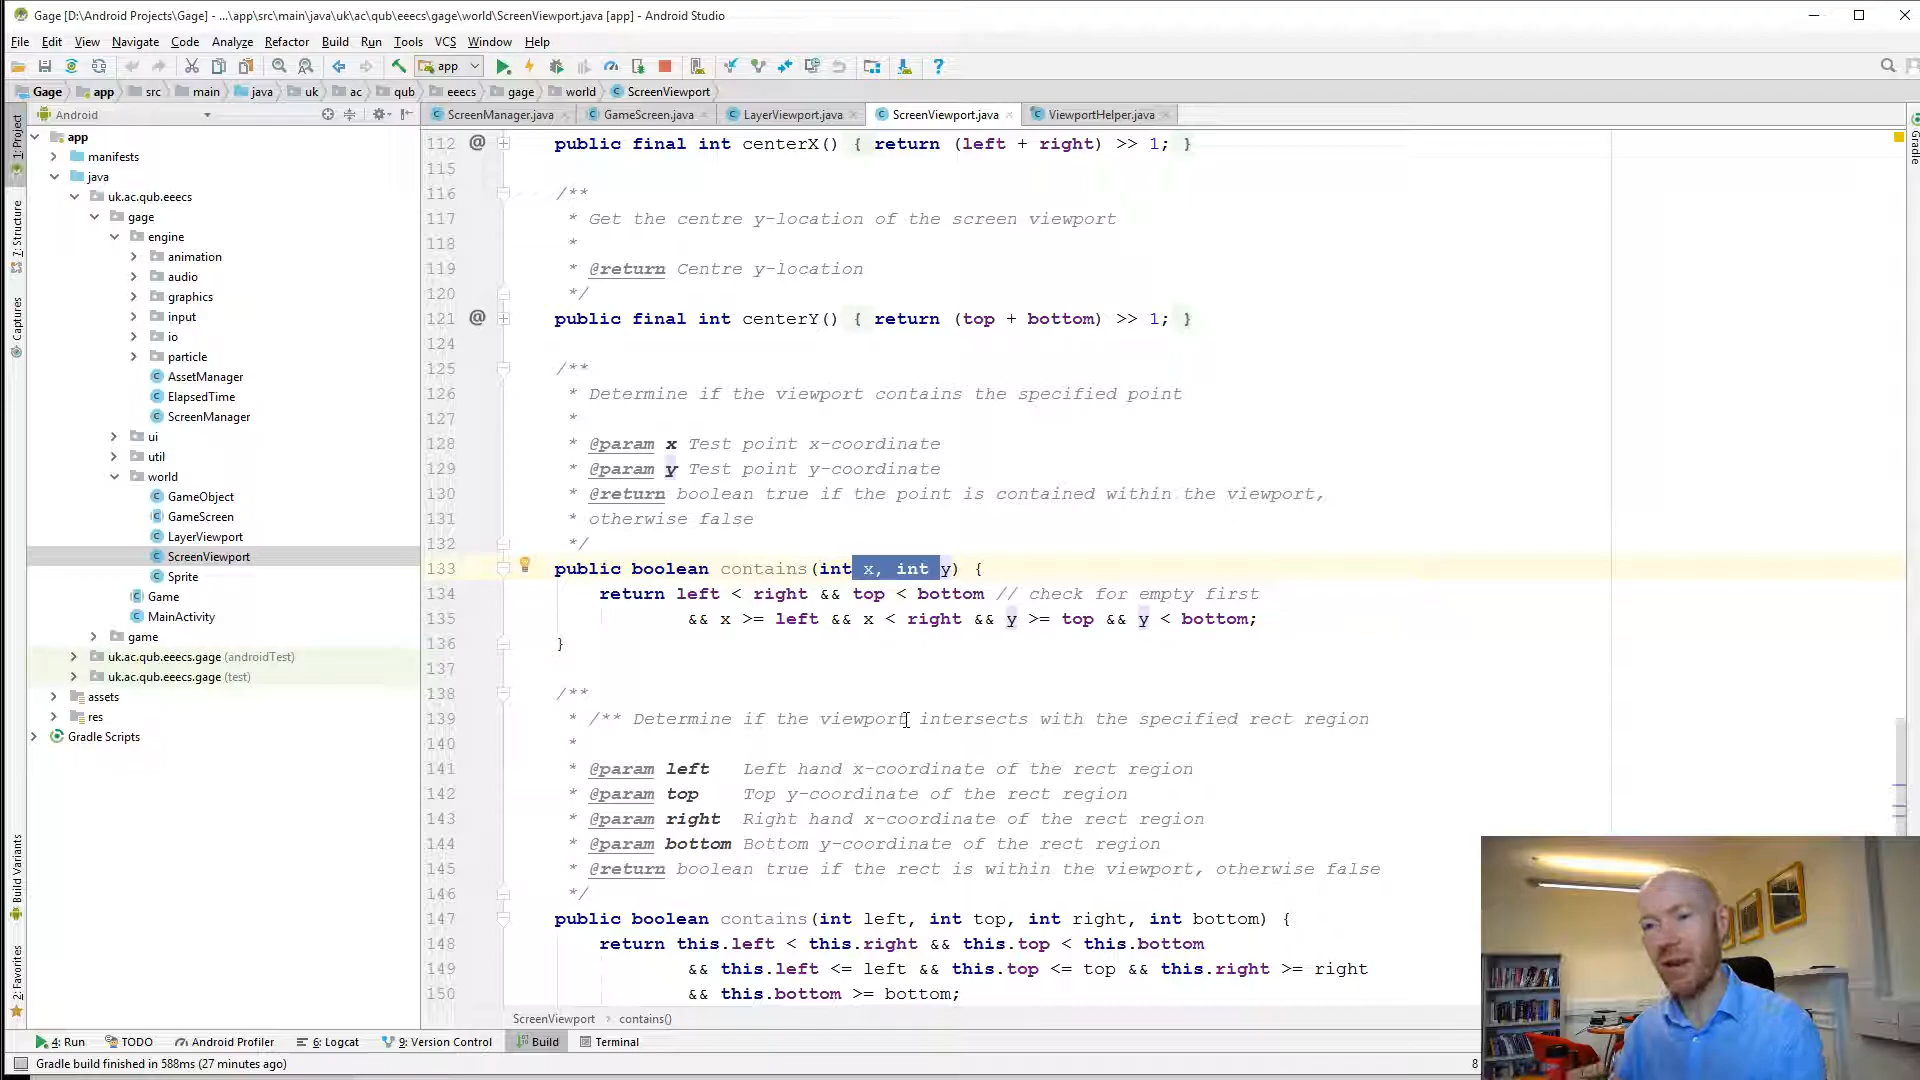 Gage [D:\Android Projects\Gage] - ...\app\src\main\java\uk\ac\qub\eeecs\gage\world\ScreenViewport.java [app] - Android Studio
File Edit View Navigate Code Analyze Refactor Build Run Tools VCS Window Help
app
Gage app src main java uk ac qub eeecs gage world ScreenViewport
Android
ScreenManager.java GameScreen.java LayerViewport.java ScreenViewport.java ViewportHelper.java
1: Project
7: Structure
Captures
Build Variants
2: Favorites
Gradle
app
manifests
java
uk.ac.qub.eeecs
gage
engine
animation
audio
graphics
input
io
particle
AssetManager
ElapsedTime
ScreenManager
ui
util
world
GameObject
GameScreen
LayerViewport
ScreenViewport
Sprite
Game
MainActivity
game
uk.ac.qub.eeecs.gage (androidTest)
uk.ac.qub.eeecs.gage (test)
assets
res
Gradle Scripts
112 @ public final int centerX() { return (left + right) >> 1; }
115
116 /**
117 * Get the centre y-location of the screen viewport
118 *
119 * @return Centre y-location
120 */
121 @ public final int centerY() { return (top + bottom) >> 1; }
124
125 /**
126 * Determine if the viewport contains the specified point
127 *
128 * @param x Test point x-coordinate
129 * @param y Test point y-coordinate
130 * @return boolean true if the point is contained within the viewport,
131 * otherwise false
132 */
133 public boolean contains(int x, int y) {
134 return left < right && top < bottom // check for empty first
135 && x >= left && x < right && y >= top && y < bottom;
136 }
137
138 /**
139 * /** Determine if the viewport intersects with the specified rect region
140 *
141 * @param left Left hand x-coordinate of the rect region
142 * @param top Top y-coordinate of the rect region
143 * @param right Right hand x-coordinate of the rect region
144 * @param bottom Bottom y-coordinate of the rect region
145 * @return boolean true if the rect is within the viewport, otherwise false
146 */
147 public boolean contains(int left, int top, int right, int bottom) {
148 return this.left < this.right && this.top < this.bottom
149 && this.left <= left && this.top <= top && this.right >= right
150 && this.bottom >= bottom;
ScreenViewport contains()
4: Run TODO Android Profiler 6: Logcat 9: Version Control Build Terminal
Gradle build finished in 588ms (27 minutes ago)
8